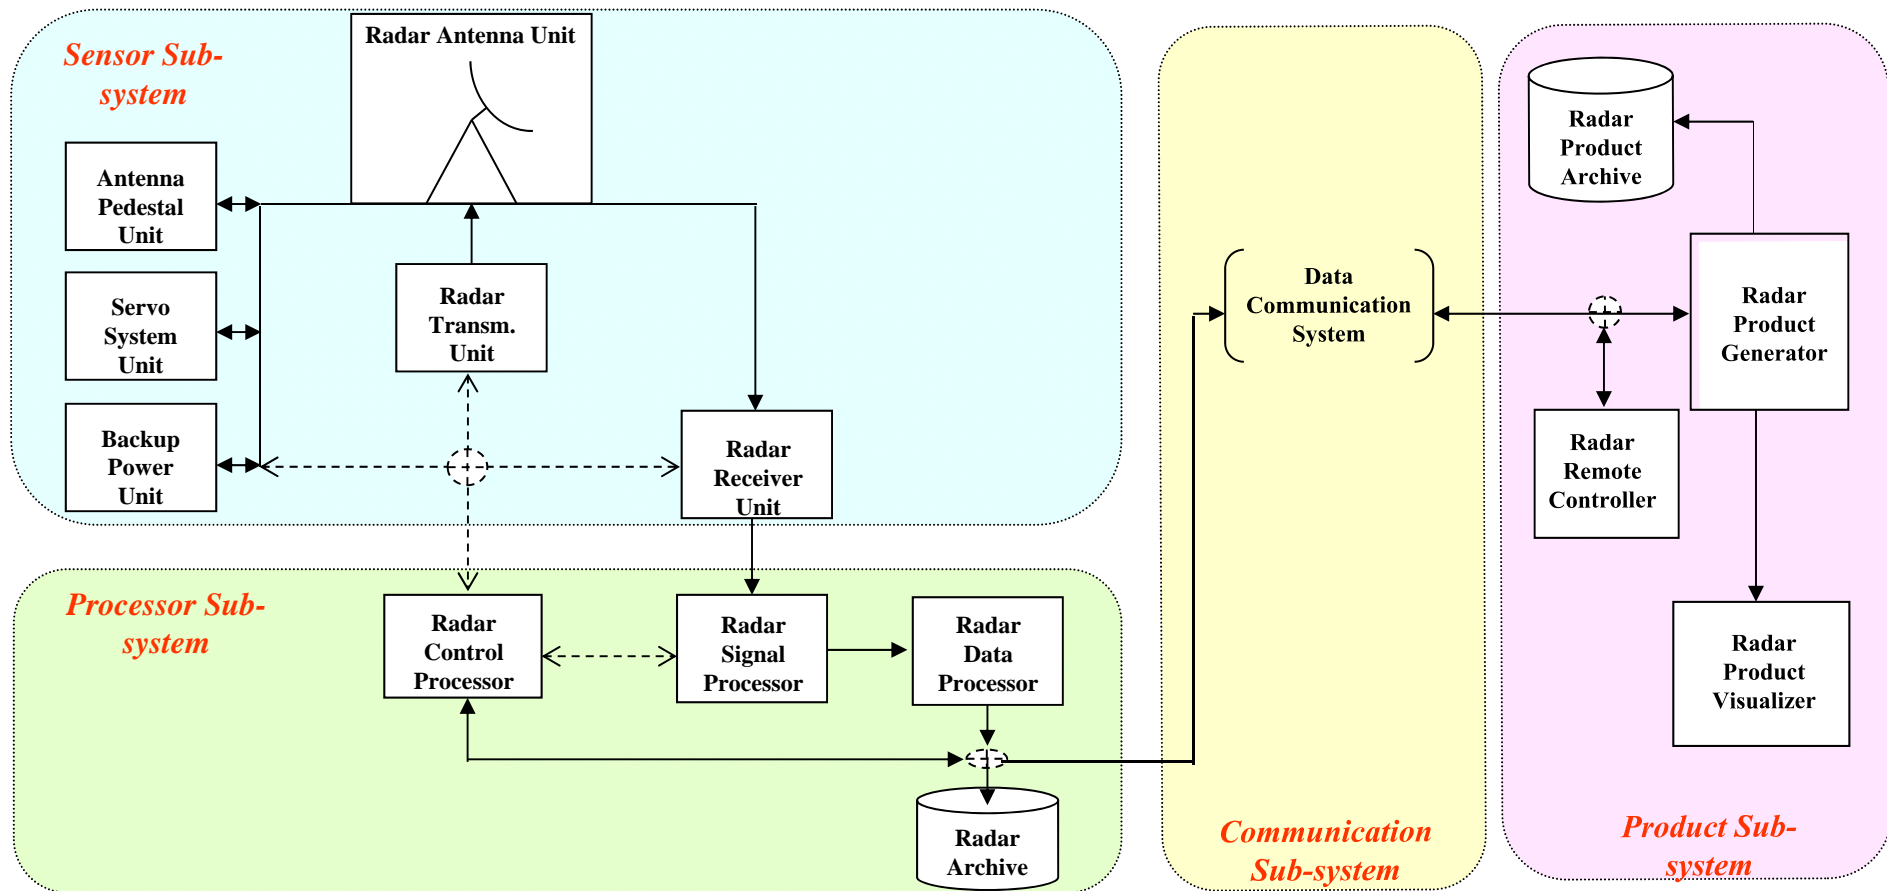 Sensor Sub-
system
Radar Antenna Unit
Antenna
Pedestal
Unit
Servo
System
Unit
Backup
Power
Unit
Radar
Transm.
Unit
Radar
Receiver
Unit
Processor Sub-
system
Radar
Control
Processor
Radar
Signal
Processor
Radar
Data
Processor
Radar
Archive
Data
Communication
System
Communication
Sub-system
Radar
Product
Archive
Radar
Product
Generator
Radar
Remote
Controller
Radar
Product
Visualizer
Product Sub-
system